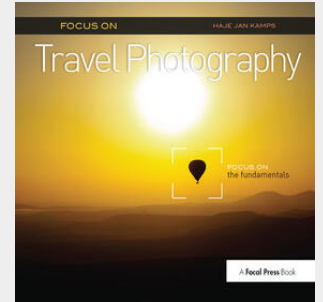 FOCUS ON HAJE JAN KAMPS
Travel Photography
FOCUS ON
the fundamentals
A Focal Press Book